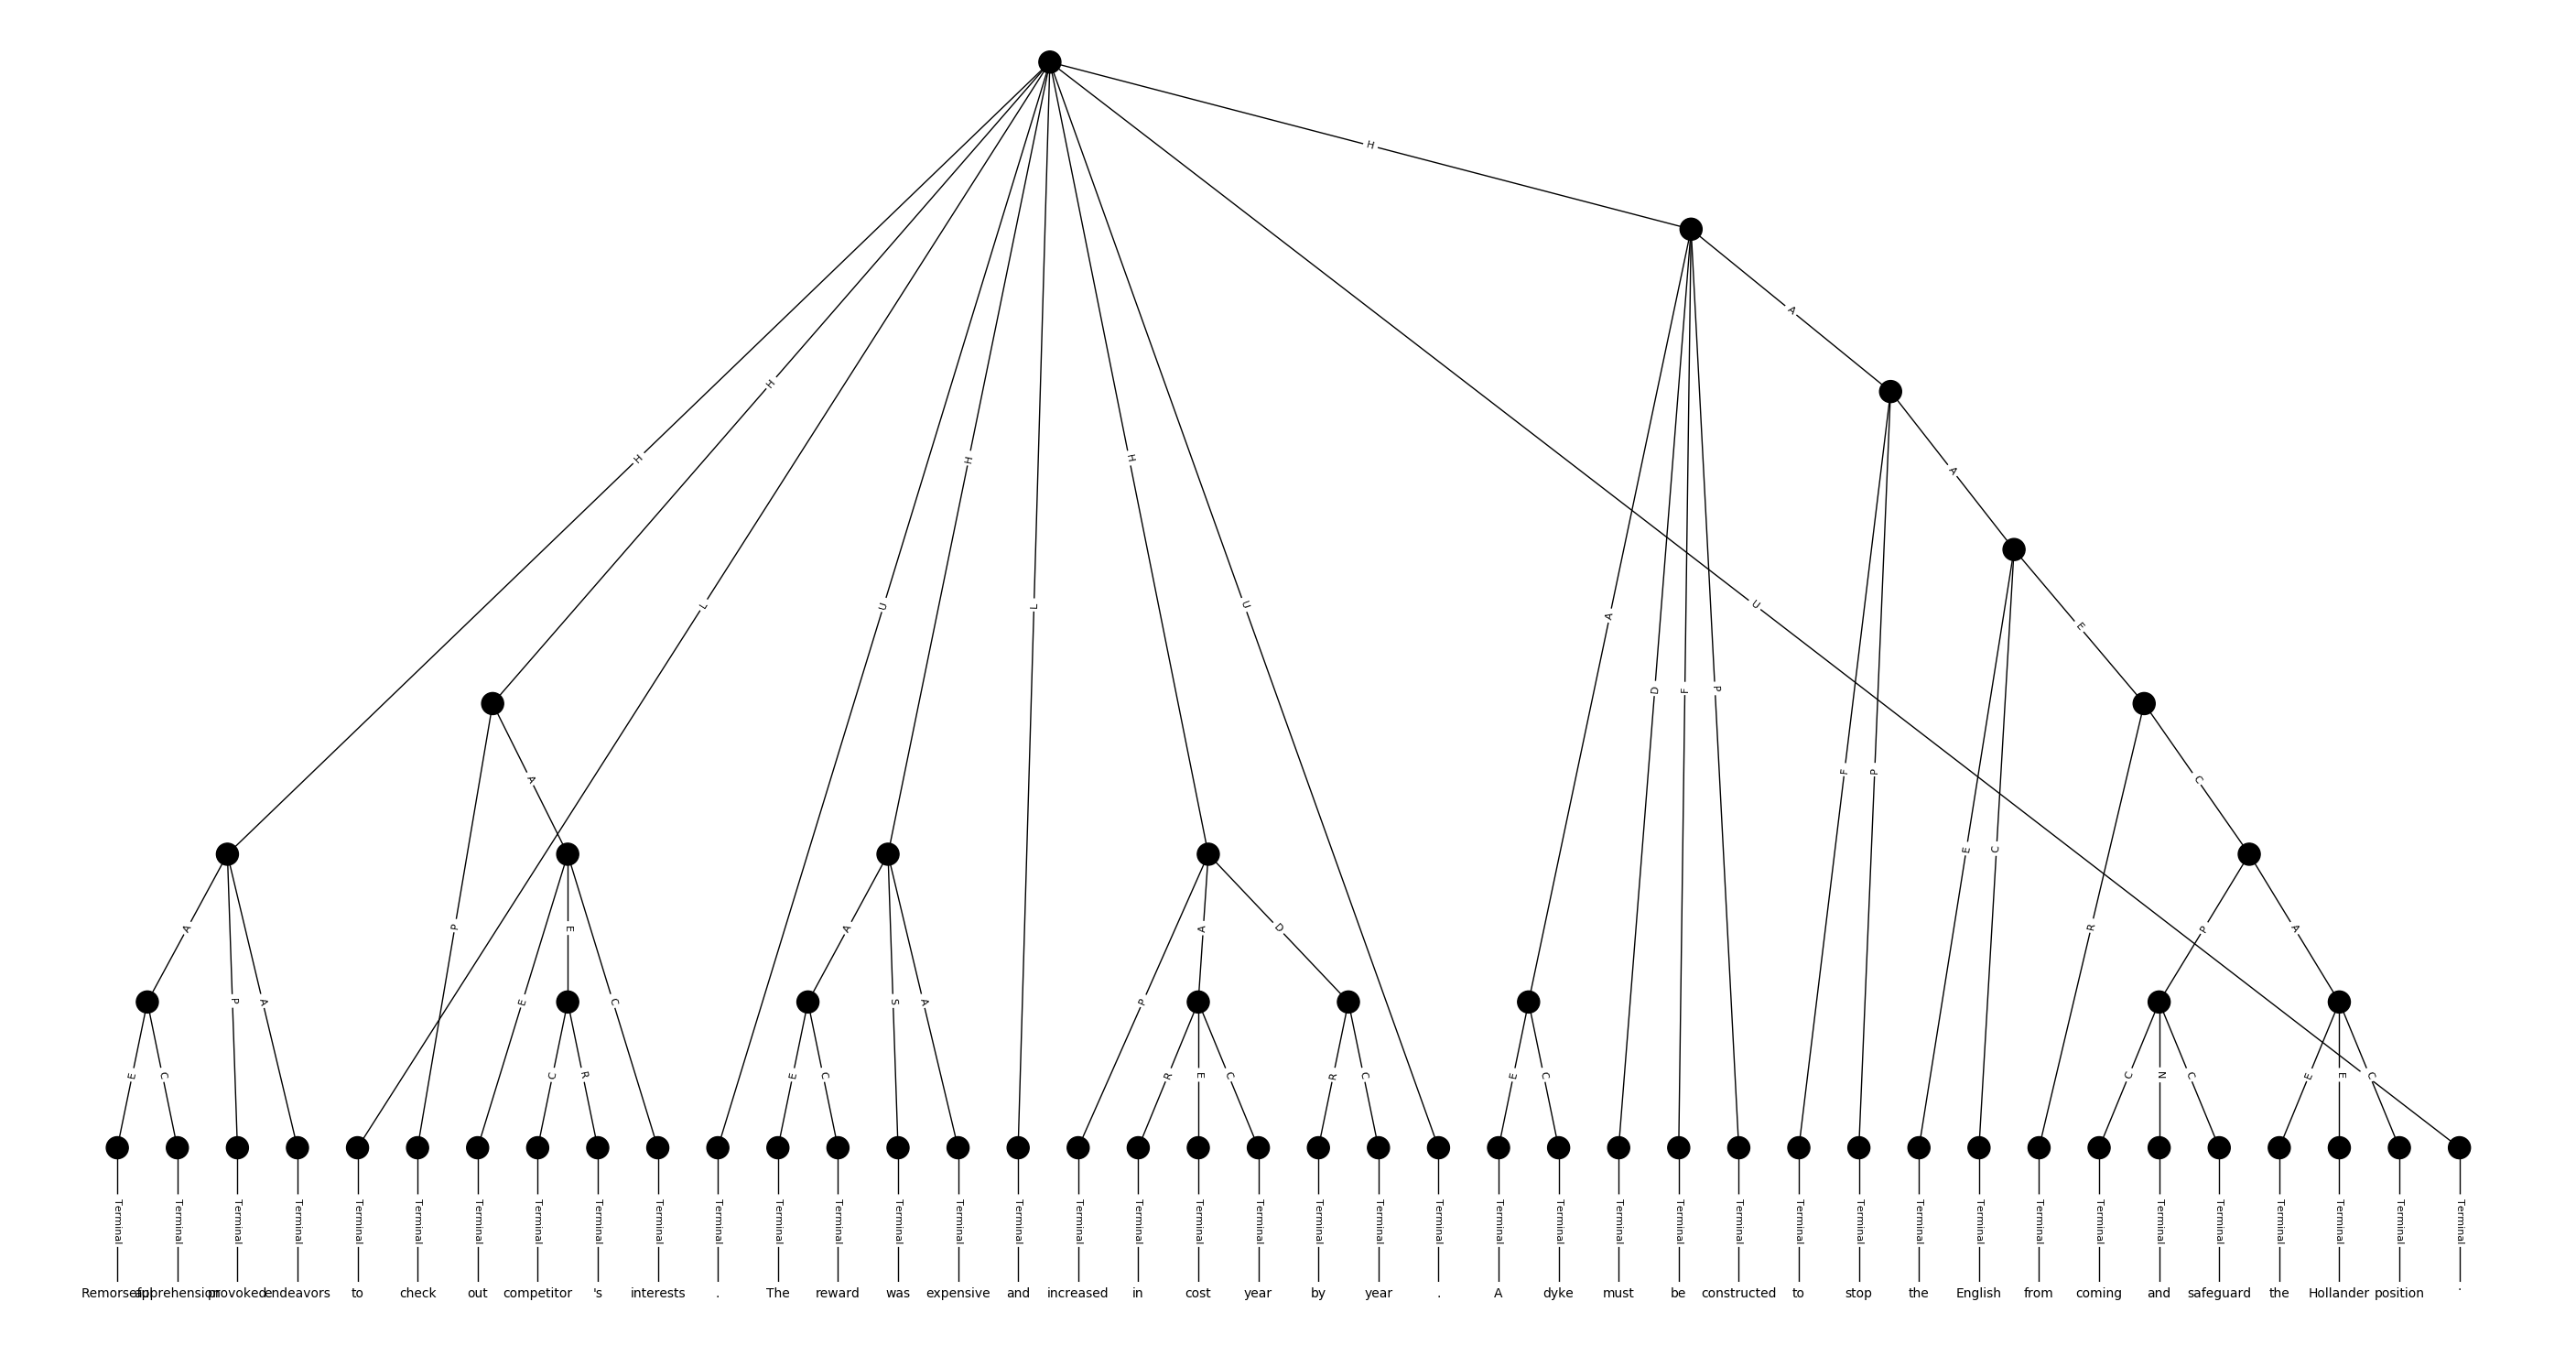 H
A
H
A
H
A
H
H
H
L
U
L
U
U
E
A
D
F
P
F
P
A
E
C
C
A
P
E
R
P
A
A
A
D
P
A
P
A
E
E
C
S
A
P
E
C
E
C
C
R
E
C
R
E
C
R
C
E
C
C
N
C
E
E
C
Terminal Terminal Terminal Terminal Terminal Terminal Terminal Terminal Terminal Terminal Terminal Terminal Terminal Terminal Terminal Terminal Terminal Terminal Terminal Terminal Terminal Terminal Terminal Terminal Terminal Terminal Terminal Terminal Terminal Terminal Terminal Terminal Terminal Terminal Terminal Terminal Terminal Terminal Terminal Terminal
Remorseful apprehension provoked endeavors to check out competitor 's interests . The reward was expensive and increased in cost year by year . A dyke must be constructed to stop the English from coming and safeguard the Hollander position .